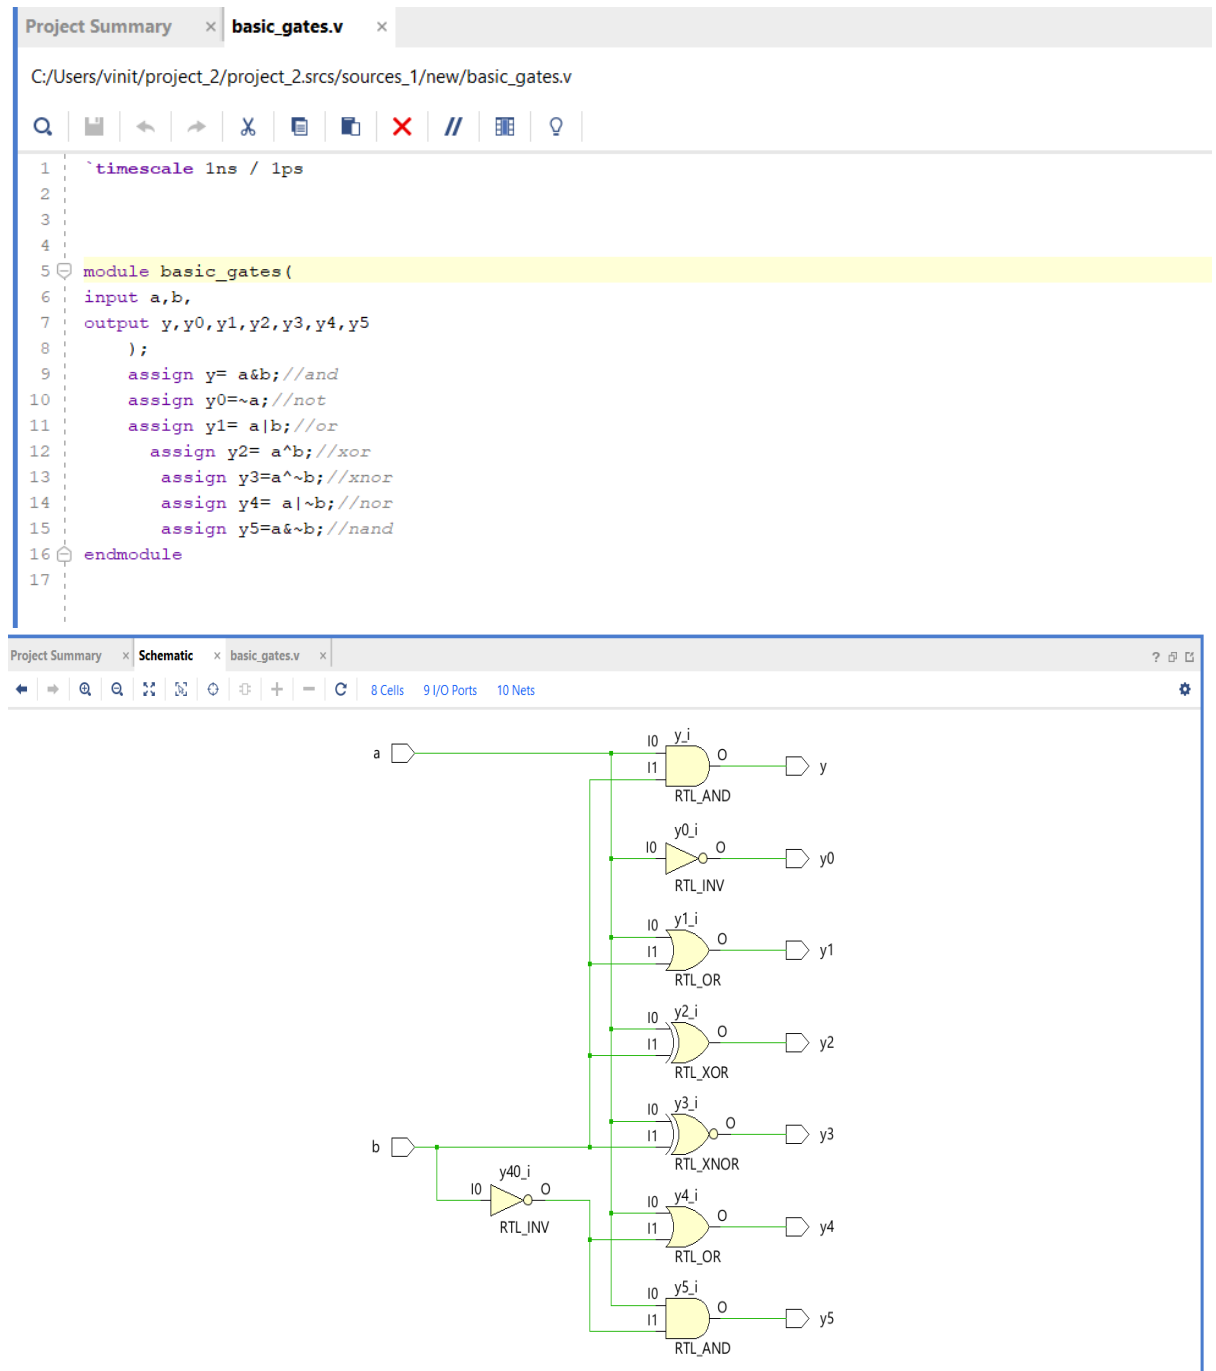 Project Summary × basic_gates.v ×
C:/Users/vinit/project_2/project_2.srcs/sources_1/new/basic_gates.v
1 `timescale 1ns / 1ps
2
3
4
5 module basic_gates(
6 input a,b,
7 output y,y0,y1,y2,y3,y4,y5
8 );
9 assign y= a&b;//and
10 assign y0=~a;//not
11 assign y1= a|b;//or
12 assign y2= a^b;//xor
13 assign y3=a^~b;//xnor
14 assign y4= a|~b;//nor
15 assign y5=a&~b;//nand
16 endmodule
17
Project Summary × Schematic × basic_gates.v ×
8 Cells 9 I/O Ports 10 Nets
a
I0 y_i O
I1
y
RTL_AND
y0_i
I0 O
y0
RTL_INV
y1_i
I0 O
I1
y1
RTL_OR
y2_i
I0 O
I1
y2
RTL_XOR
y3_i
I0 O
I1
y3
RTL_XNOR
b
y40_i
I0 O
RTL_INV
y4_i
I0 O
I1
y4
RTL_OR
y5_i
I0 O
I1
y5
RTL_AND